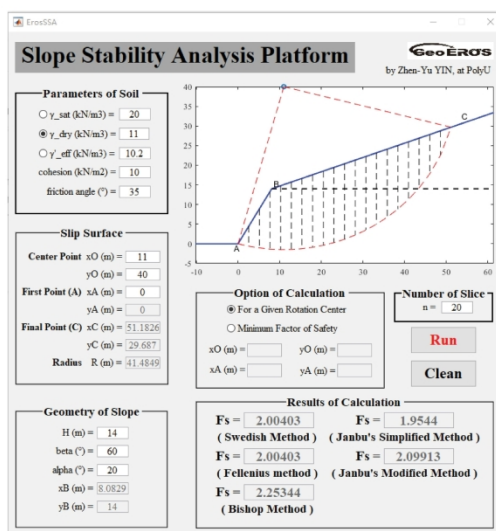 ErosSSA
Slope Stability Analysis Platform
GeoEROS
by Zhen-Yu YIN, at PolyU
Parameters of Soil
γ_sat (kN/m3) = 20
γ_dry (kN/m3) = 11
γ'_eff (kN/m3) = 10.2
cohesion (kN/m2) = 10
friction angle (°) = 35
Slip Surface
Center Point xO (m) = 11
yO (m) = 40
First Point (A) xA (m) = 0
yA (m) = 0
Final Point (C) xC (m) = 51.1826
yC (m) = 29.687
Radius R (m) = 41.4849
Geometry of Slope
H (m) = 14
beta (°) = 60
alpha (°) = 20
xB (m) = 8.0829
yB (m) = 14
40
35
30
25
20
15
10
5
0
-5
-10 0 10 20 30 40 50 60
O
A
B
C
Option of Calculation
For a Given Rotation Center
Minimum Factor of Safety
xO (m) = yO (m) =
xA (m) = yA (m) =
Number of Slice
n = 20
Run
Clean
Results of Calculation
Fs = 2.00403 Fs = 1.9544
( Swedish Method ) ( Janbu's Simplified Method )
Fs = 2.00403 Fs = 2.09913
( Fellenius method ) ( Janbu's Modified Method )
Fs = 2.25344
( Bishop Method )